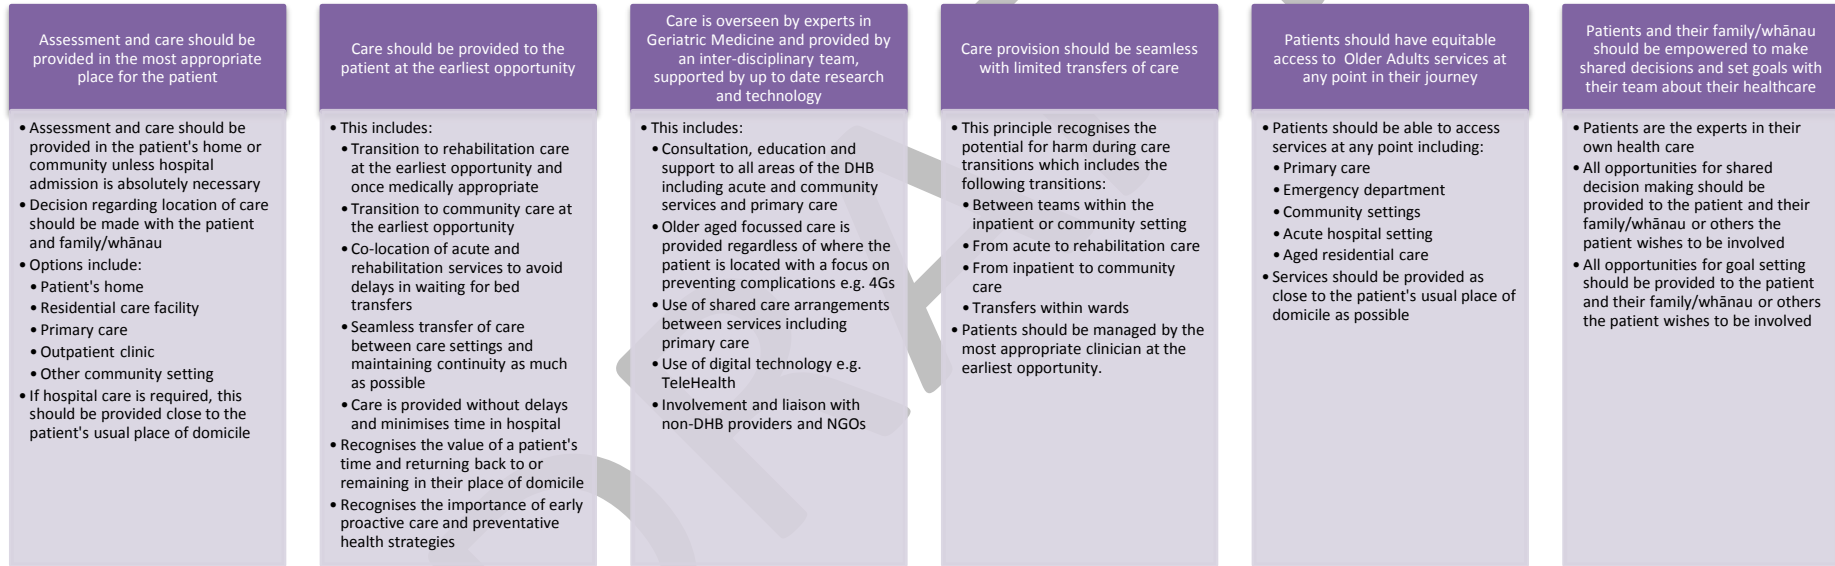 Assessment and care should be
provided in the most appropriate
place for the patient
• Assessment and care should be
provided in the patient's home or
community unless hospital
admission is absolutely necessary
• Decision regarding location of care
should be made with the patient
and family/whānau
• Options include:
• Patient's home
• Residential care facility
• Primary care
• Outpatient clinic
• Other community setting
• If hospital care is required, this
should be provided close to the
patient's usual place of domicile
Care should be provided to the
patient at the earliest opportunity
• This includes:
• Transition to rehabilitation care
at the earliest opportunity and
once medically appropriate
• Transition to community care at
the earliest opportunity
• Co-location of acute and
rehabilitation services to avoid
delays in waiting for bed
transfers
• Seamless transfer of care
between care settings and
maintaining continuity as much
as possible
• Care is provided without delays
and minimises time in hospital
• Recognises the value of a patient's
time and returning back to or
remaining in their place of domicile
• Recognises the importance of early
proactive care and preventative
health strategies
Care is overseen by experts in
Geriatric Medicine and provided by
an inter-disciplinary team,
supported by up to date research
and technology
• This includes:
• Consultation, education and
support to all areas of the DHB
including acute and community
services and primary care
• Older aged focussed care is
provided regardless of where the
patient is located with a focus on
preventing complications e.g. 4Gs
• Use of shared care arrangements
between services including
primary care
• Use of digital technology e.g.
TeleHealth
• Involvement and liaison with
non-DHB providers and NGOs
Care provision should be seamless
with limited transfers of care
• This principle recognises the
potential for harm during care
transitions which includes the
following transitions:
• Between teams within the
inpatient or community setting
• From acute to rehabilitation care
• From inpatient to community
care
• Transfers within wards
• Patients should be managed by the
most appropriate clinician at the
earliest opportunity.
Patients should have equitable
access to Older Adults services at
any point in their journey
• Patients should be able to access
services at any point including:
• Primary care
• Emergency department
• Community settings
• Acute hospital setting
• Aged residential care
• Services should be provided as
close to the patient's usual place of
domicile as possible
Patients and their family/whānau
should be empowered to make
shared decisions and set goals with
their team about their healthcare
• Patients are the experts in their
own health care
• All opportunities for shared
decision making should be
provided to the patient and their
family/whānau or others the
patient wishes to be involved
• All opportunities for goal setting
should be provided to the patient
and their family/whānau or others
the patient wishes to be involved